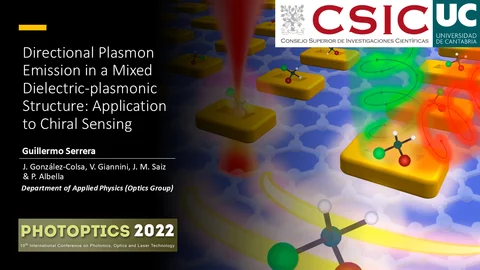 CSIC
CONSEJO SUPERIOR DE INVESTIGACIONES CIENTÍFICAS
UC
UNIVERSIDAD
DE CANTABRIA
Directional Plasmon
Emission in a Mixed
Dielectric-plasmonic
Structure: Application
to Chiral Sensing
Guillermo Serrera
J. González-Colsa, V. Giannini, J. M. Saiz
& P. Albella
Department of Applied Physics (Optics Group)
PHOTOPTICS 2022
10th International Conference on Photonics, Optics and Laser Technology